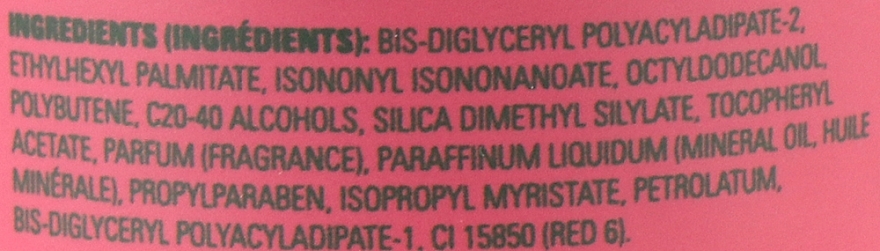 INGREDIENTS (INGRÉDIENTS): BIS-DIGLYCERYL POLYACYLADIPATE-2,
ETHYLHEXYL PALMITATE, ISONONYL ISONONANOATE, OCTYLDODECANOL,
POLYBUTENE, C20-40 ALCOHOLS, SILICA DIMETHYL SILYLATE, TOCOPHERYL
ACETATE, PARFUM (FRAGRANCE), PARAFFINUM LIQUIDUM (MINERAL OIL, HUILE
MINÉRALE), PROPYLPARABEN, ISOPROPYL MYRISTATE, PETROLATUM,
BIS-DIGLYCERYL POLYACYLADIPATE-1, CI 15850 (RED 6).